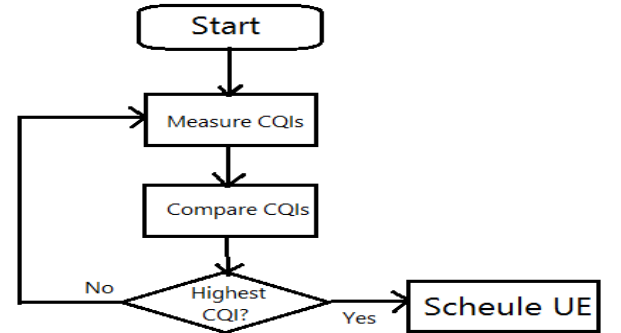 Start
Measure CQIs
Compare CQIs
No
Highest
CQI?
Yes
Scheule UE